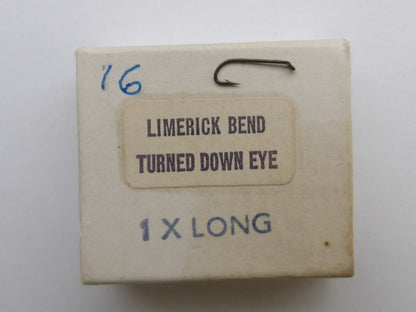 16
LIMERICK BEND
TURNED DOWN EYE
1 X LONG